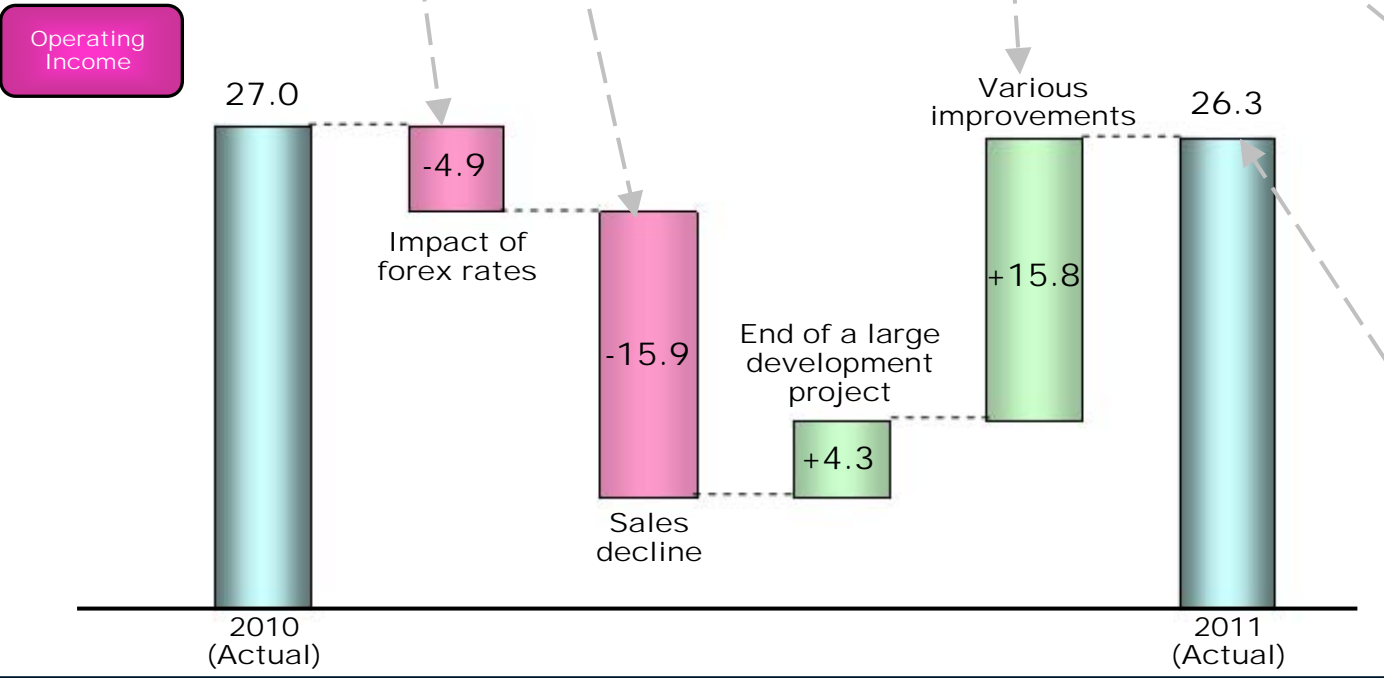 Operating
Income
27.0
-4.9
Impact of
forex rates
-15.9
Sales
decline
End of a large
development
project
+4.3
Various
improvements
+15.8
26.3
2010
(Actual)
2011
(Actual)